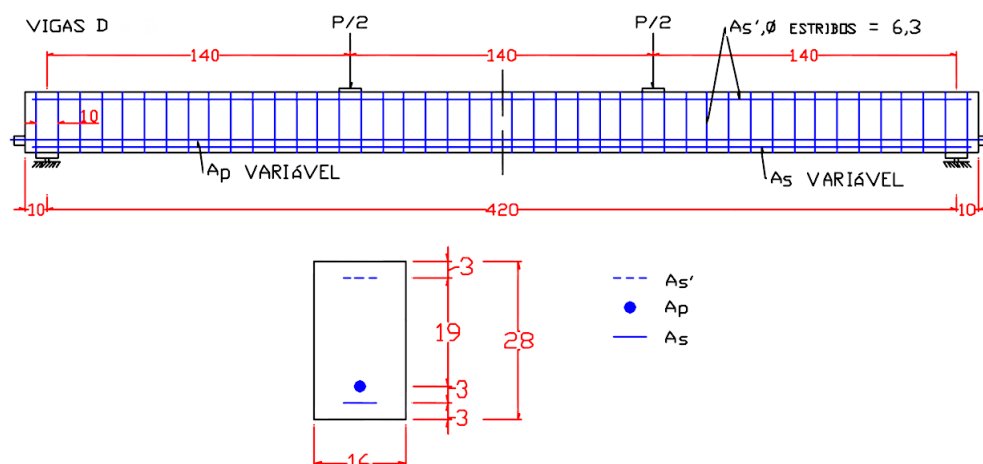 VIGAS D
P/2
P/2
As',Ø ESTRIBOS = 6,3
140
140
140
10
Ap VARIÁVEL
As VARIÁVEL
10
420
10
3
19
28
3
3
16
As'
Ap
As